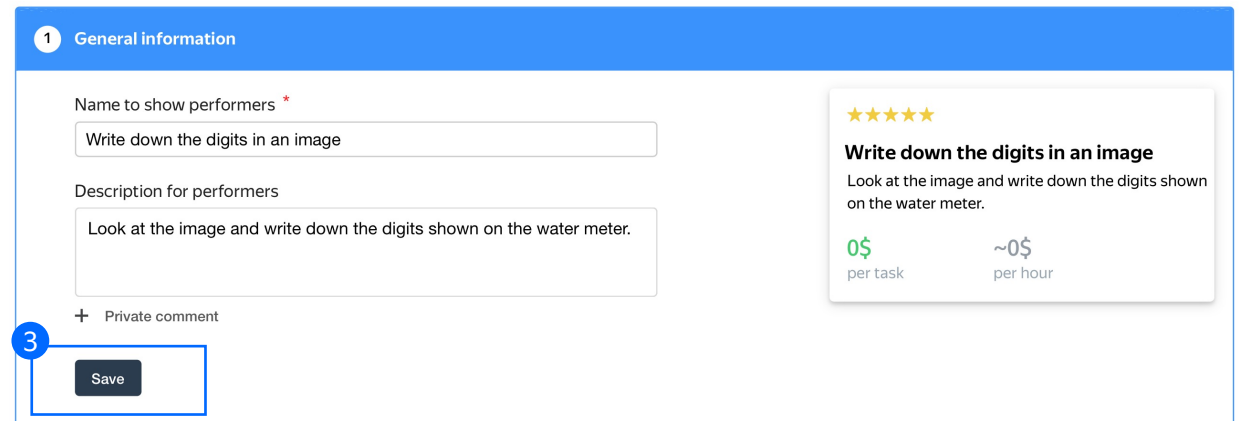 1 General information
Name to show performers *
Write down the digits in an image
Description for performers
Look at the image and write down the digits shown on the water meter.
+ Private comment
3
Save
Write down the digits in an image
Look at the image and write down the digits shown
on the water meter.
0$ ~0$
per task per hour